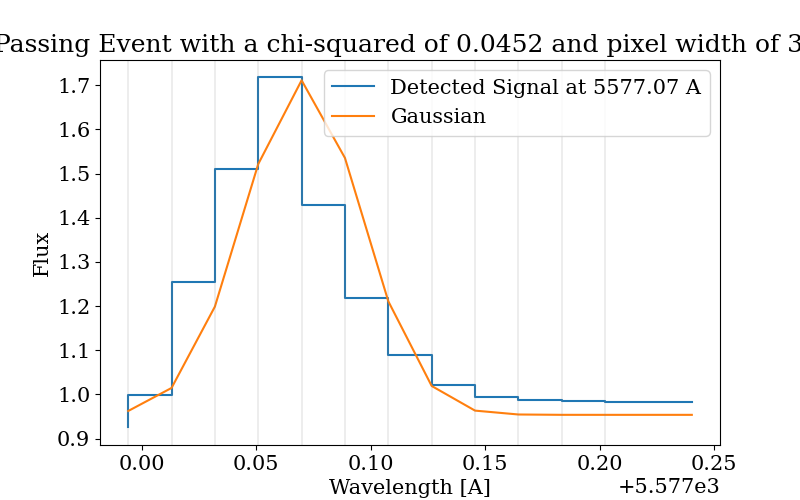 Passing Event with a chi-squared of 0.0452 and pixel width of 3
Detected Signal at 5577.07 A
Gaussian
1.7
1.6
1.5
1.4
1.3
1.2
1.1
1.0
0.9
Flux
0.00 0.05 0.10 0.15 0.20 0.25
Wavelength [A]
+5.577e3